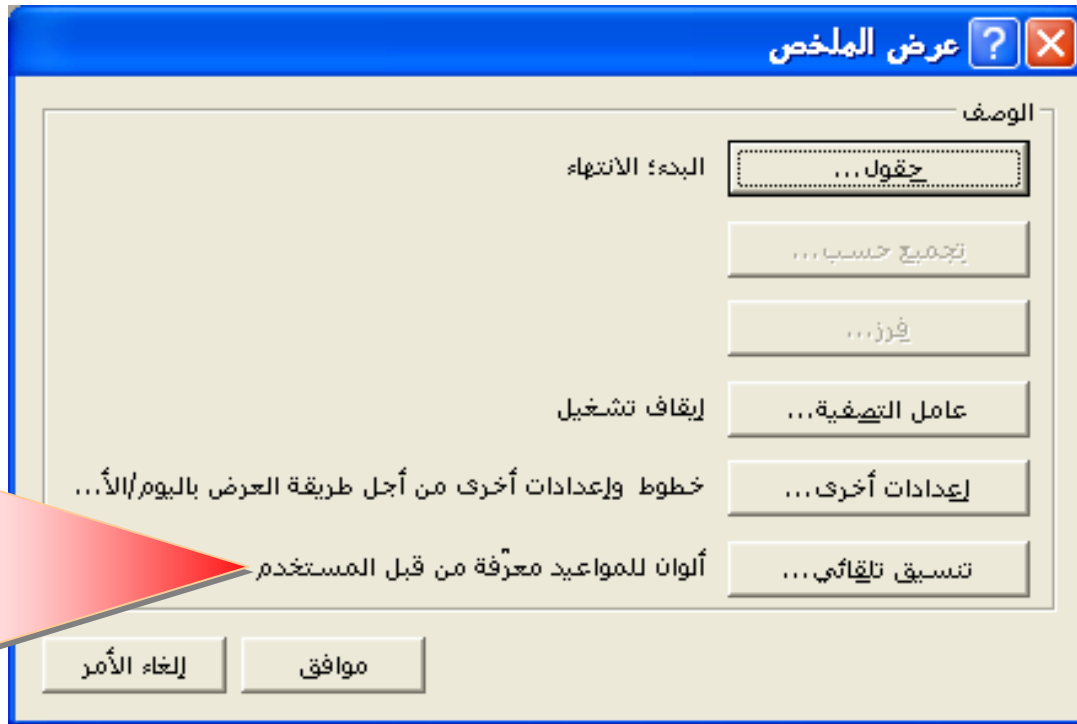 عرض الملخص
الوصف
حقول... البدء؛ الانتهاء
تجميع حسب...
فرز...
عامل التصفية... إيقاف تشغيل
إعدادات أخرى... خطوط وإعدادات أخرى من أجل طريقة العرض باليوم/الأ...
تنسيق تلقائي... ألوان للمواعيد معرّفة من قبل المستخدم
موافق إلغاء الأمر